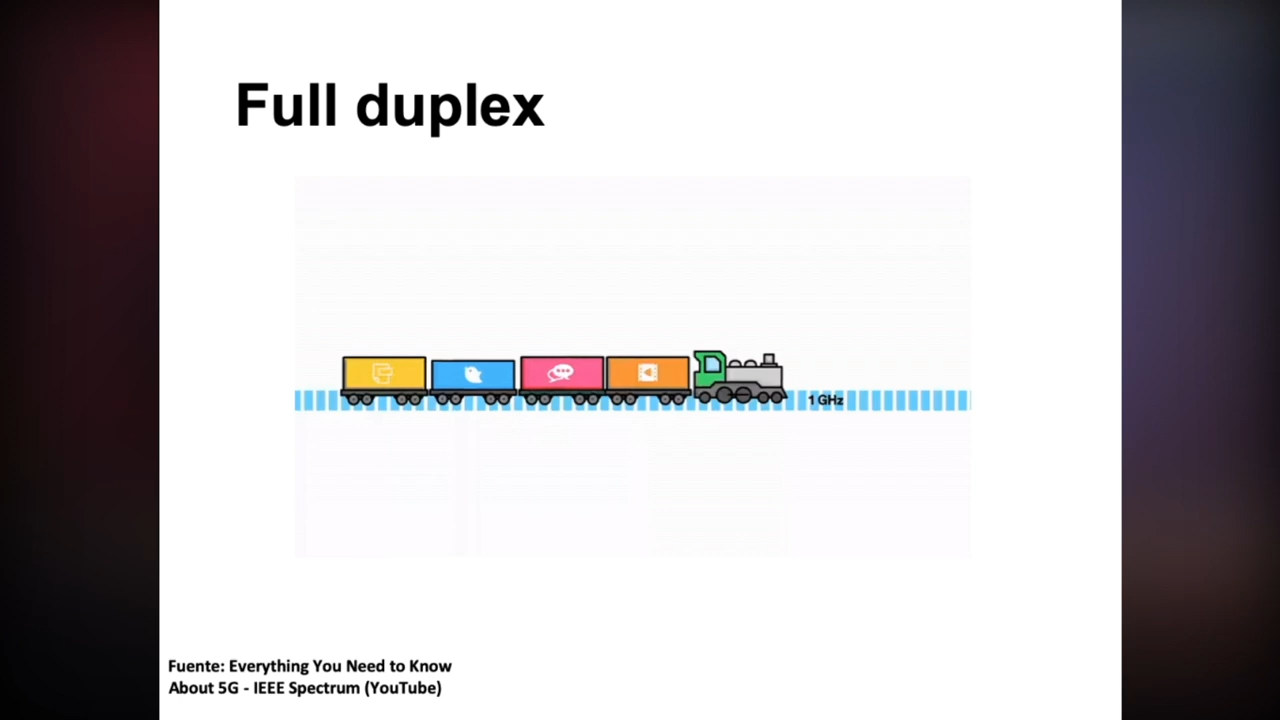 Full duplex
1 GHz
Fuente: Everything You Need to Know
About 5G - IEEE Spectrum (YouTube)